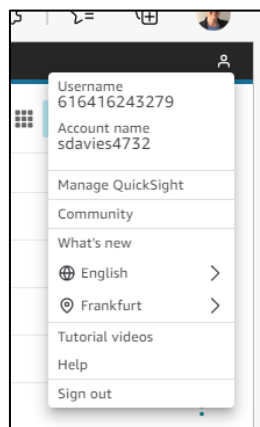 Username
616416243279
Account name
sdavies4732
Manage QuickSight
Community
What's new
English
Frankfurt
Tutorial videos
Help
Sign out